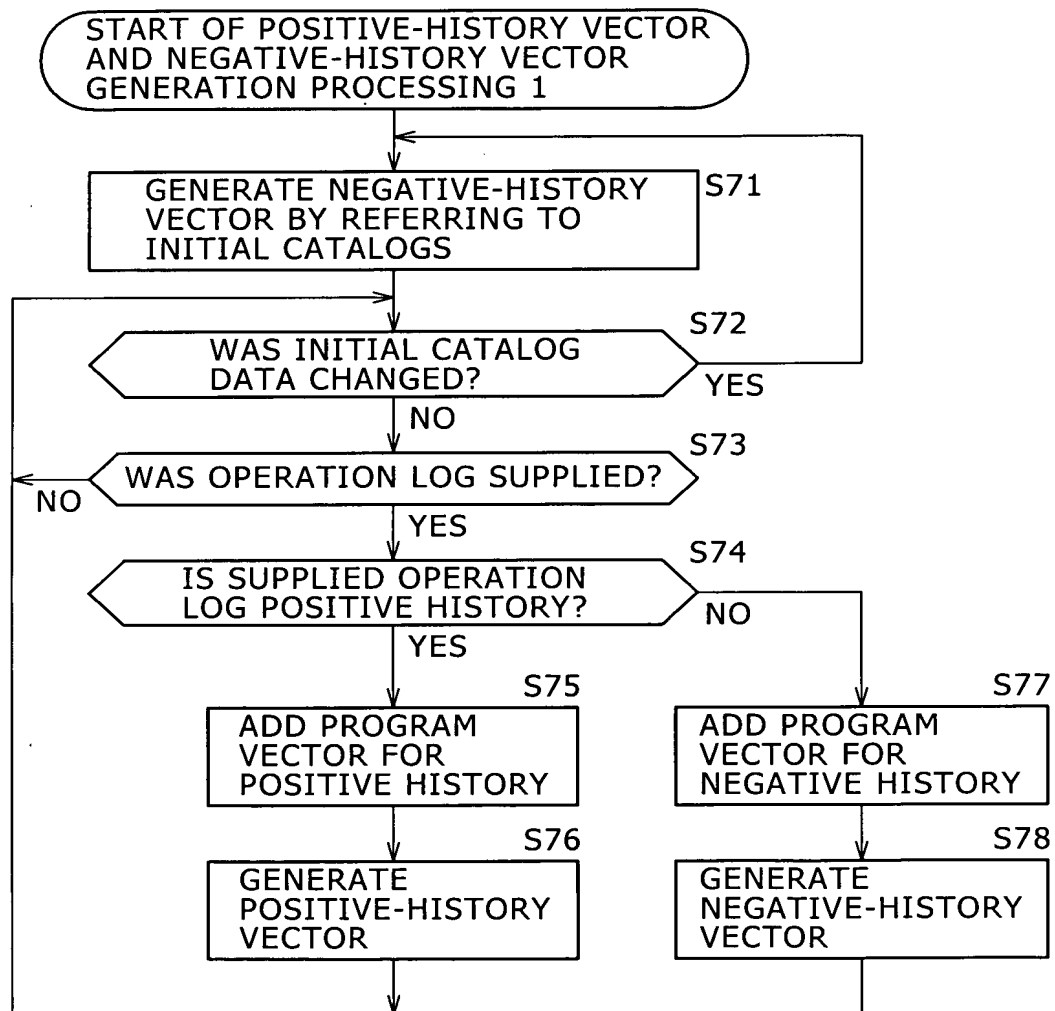 START OF POSITIVE-HISTORY VECTOR
AND NEGATIVE-HISTORY VECTOR
GENERATION PROCESSING 1
S71
GENERATE NEGATIVE-HISTORY
VECTOR BY REFERRING TO
INITIAL CATALOGS
S72
WAS INITIAL CATALOG
DATA CHANGED?
YES
NO
S73
WAS OPERATION LOG SUPPLIED?
NO
YES
S74
IS SUPPLIED OPERATION
LOG POSITIVE HISTORY?
NO
YES
S75
ADD PROGRAM
VECTOR FOR
POSITIVE HISTORY
S76
GENERATE
POSITIVE-HISTORY
VECTOR
S77
ADD PROGRAM
VECTOR FOR
NEGATIVE HISTORY
S78
GENERATE
NEGATIVE-HISTORY
VECTOR